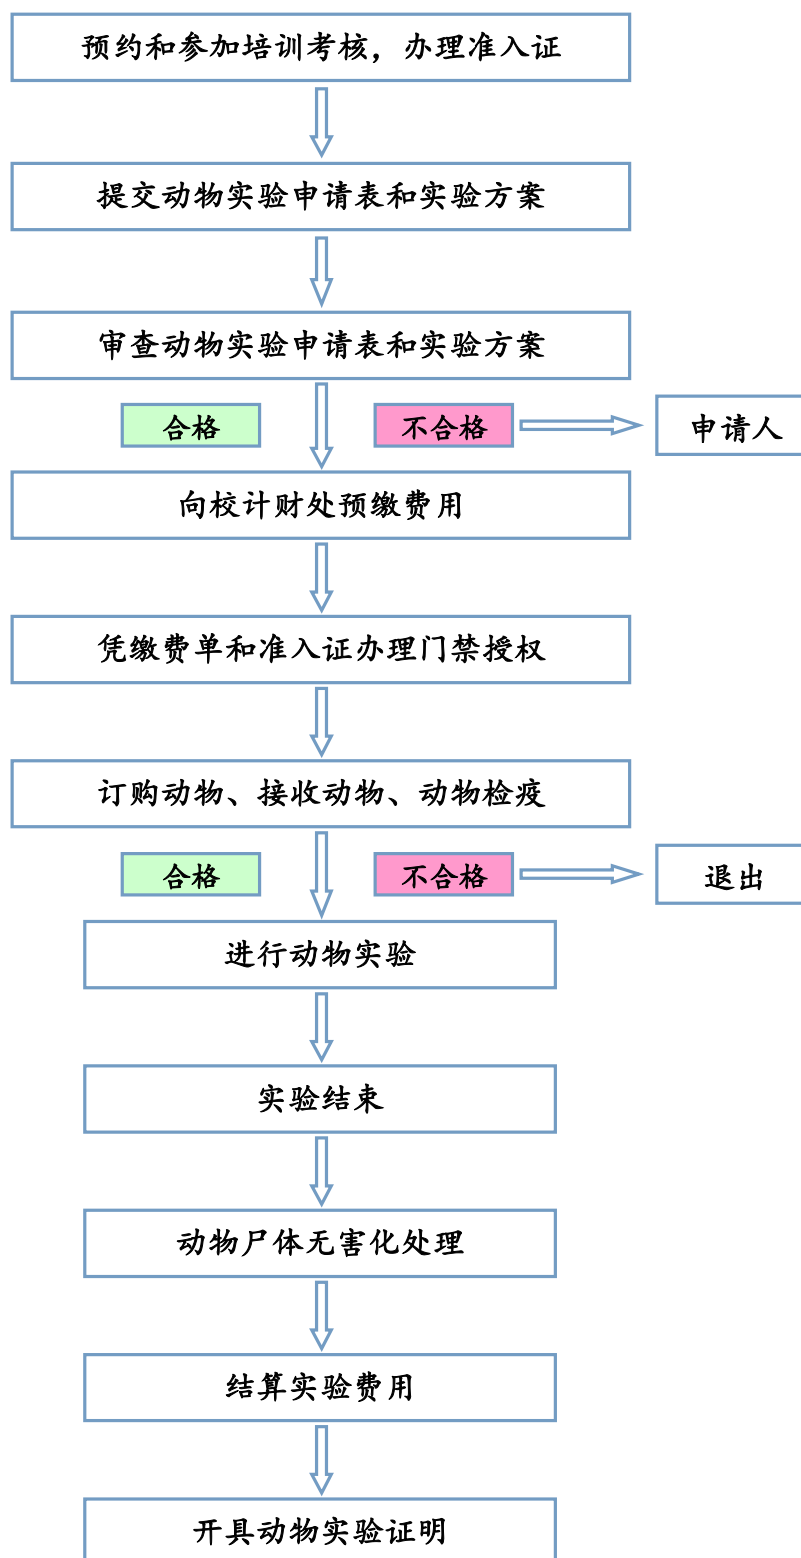 预约和参加培训考核，办理准入证
提交动物实验申请表和实验方案
审查动物实验申请表和实验方案
合格
不合格
申请人
向校计财处预缴费用
凭缴费单和准入证办理门禁授权
订购动物、接收动物、动物检疫
合格
不合格
退出
进行动物实验
实验结束
动物尸体无害化处理
结算实验费用
开具动物实验证明